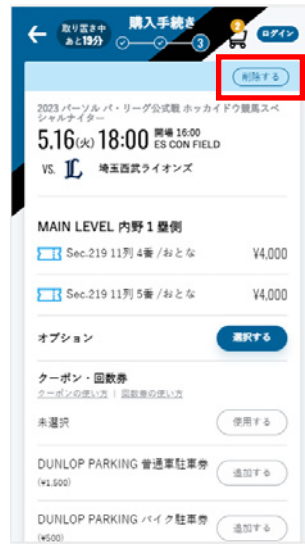 取り置き中
あと19分
購入手続き
3
2
ログイン
削除する
2023 パーソル パ・リーグ公式戦 ホッカイドウ競馬スペ
シャルナイター
5.16(火) 18:00 開場 16:00
ES CON FIELD
VS. L 埼玉西武ライオンズ
MAIN LEVEL 内野1塁側
Sec.219 11列 4番 /おとな ¥4,000
Sec.219 11列 5番 /おとな ¥4,000
オプション 選択する
クーポン・回数券
クーポンの使い方 | 回数券の使い方
未選択 使用する
DUNLOP PARKING 普通車駐車券
(¥1,500) 追加する
DUNLOP PARKING バイク駐車券
(¥500) 追加する